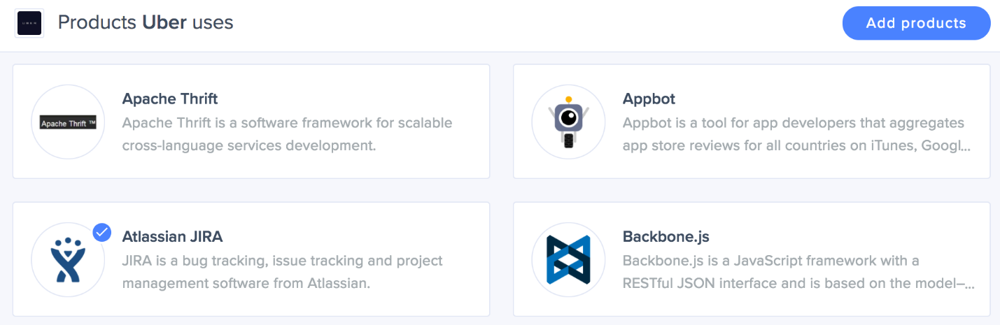 UBER
Products Uber uses
Add products
Apache Thrift ™
Apache Thrift
Apache Thrift is a software framework for scalable
cross-language services development.
Appbot
Appbot is a tool for app developers that aggregates
app store reviews for all countries on iTunes, Googl...
Atlassian JIRA
JIRA is a bug tracking, issue tracking and project
management software from Atlassian.
Backbone.js
Backbone.js is a JavaScript framework with a
RESTful JSON interface and is based on the model–...